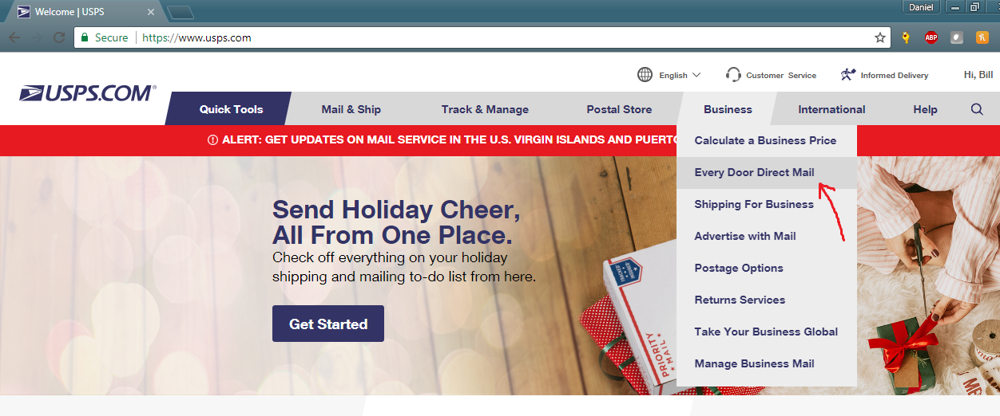 Welcome | USPS
Daniel
Secure
https://www.usps.com
ABP
English
Customer Service
Informed Delivery
Hi, Bill
USPS.COM®
Quick Tools
Mail & Ship
Track & Manage
Postal Store
Business
International
Help
ALERT: GET UPDATES ON MAIL SERVICE IN THE U.S. VIRGIN ISLANDS AND PUERTO
Calculate a Business Price
Every Door Direct Mail
Shipping For Business
Advertise with Mail
Postage Options
Returns Services
Take Your Business Global
Manage Business Mail
Send Holiday Cheer,
All From One Place.
Check off everything on your holiday
shipping and mailing to-do list from here.
Get Started
TRACKED
INSURED
PRIORITY
MAIL